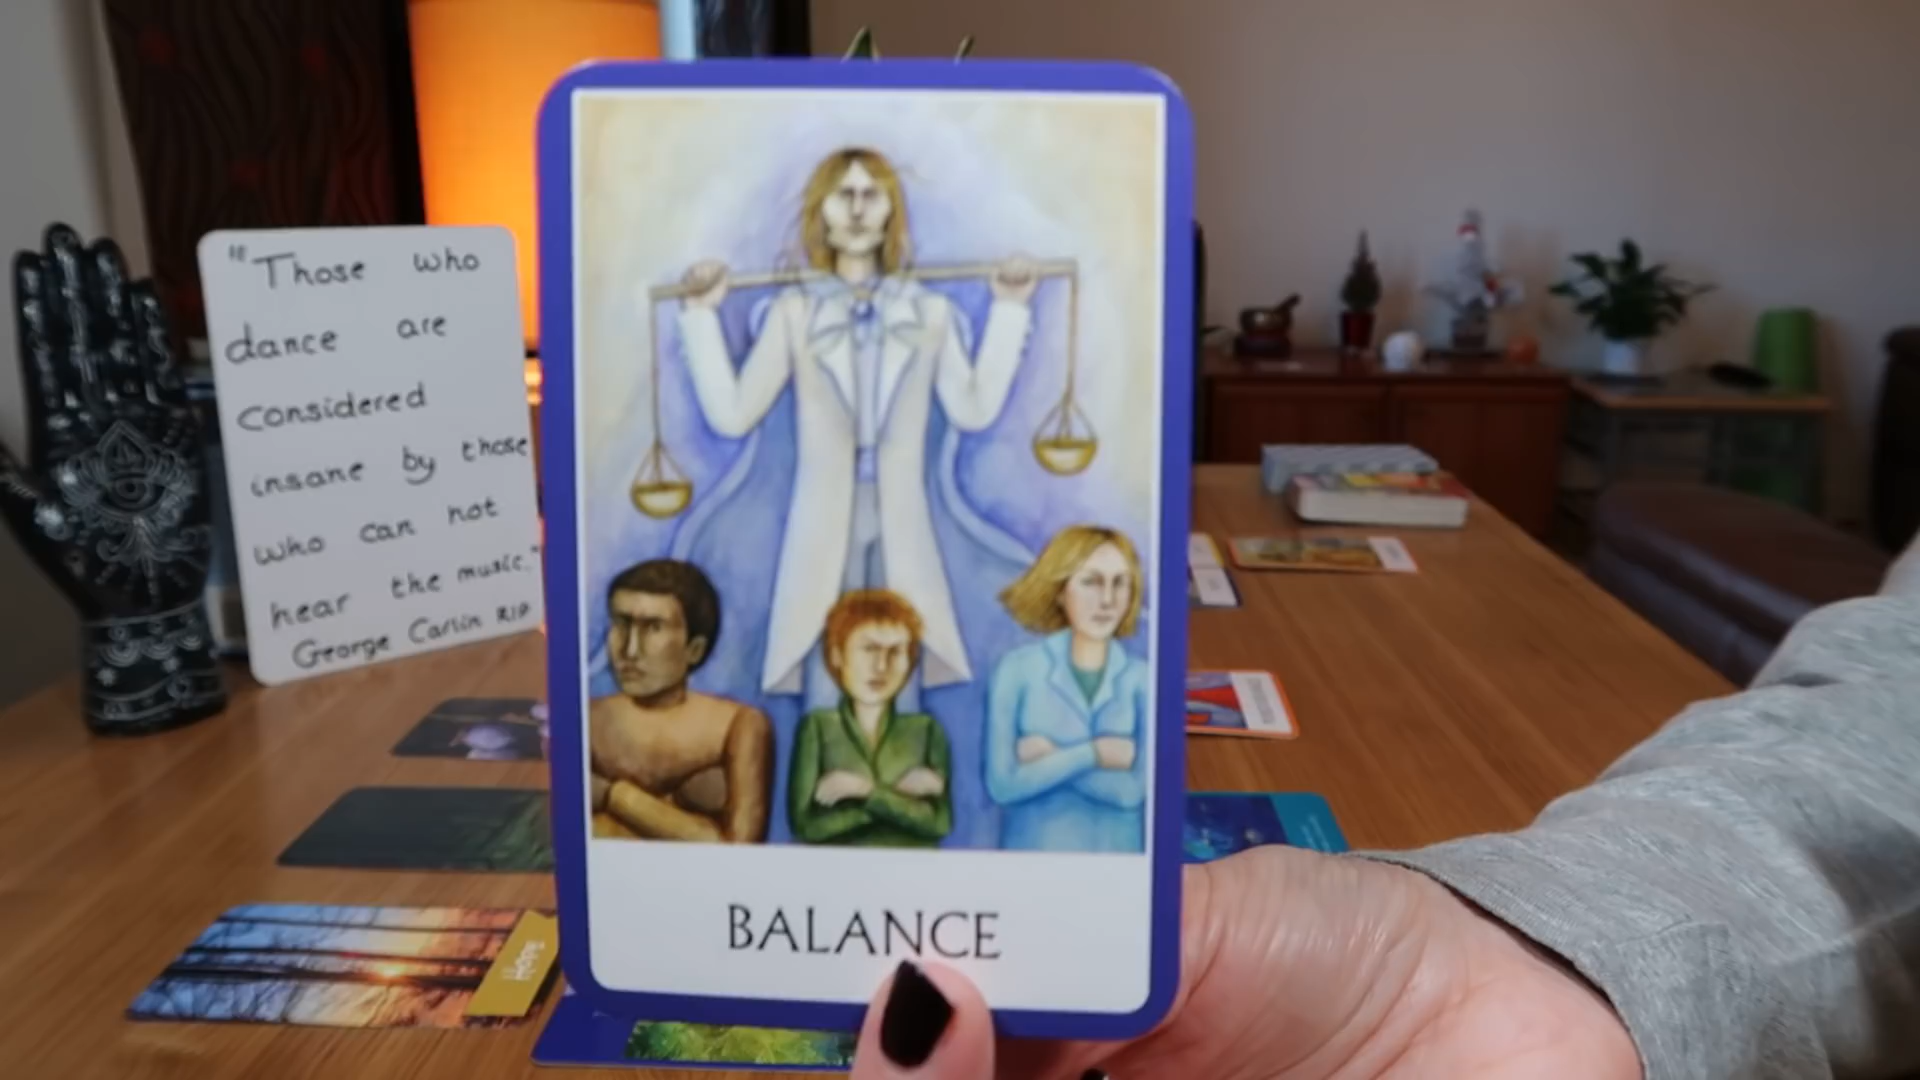 "Those who
dance are
considered
insane by those
who can not
hear the music."
George Carlin RIP
BALANCE